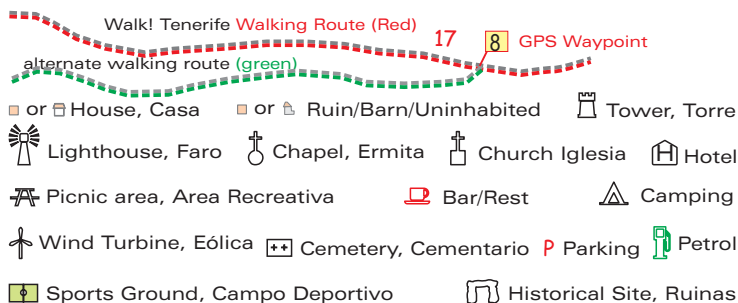 Walk! Tenerife Walking Route (Red) 17 8 GPS Waypoint
alternate walking route (green)
or House, Casa or Ruin/Barn/Uninhabited Tower, Torre
Lighthouse, Faro Chapel, Ermita Church Iglesia H Hotel
Picnic area, Area Recreativa Bar/Rest Camping
Wind Turbine, Eólica Cemetery, Cementario P Parking Petrol
Sports Ground, Campo Deportivo Historical Site, Ruinas